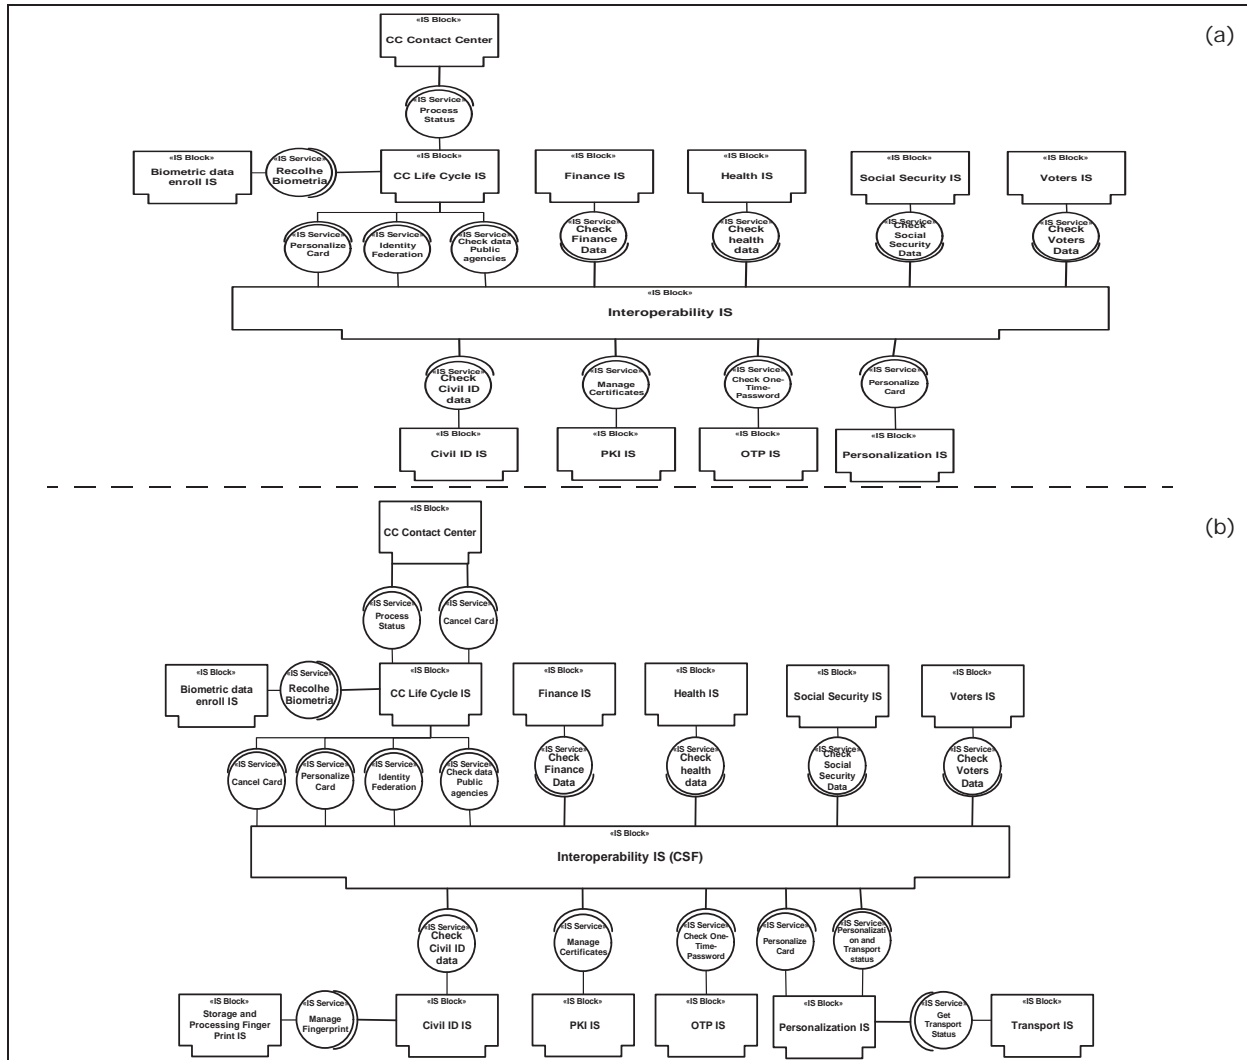 (a)
«IS Block»
CC Contact Center
«IS Service»
Process
Status
«IS Block»
Biometric data
enroll IS
«IS Service»
Recolhe
Biometria
«IS Block»
CC Life Cycle IS
«IS Block»
Finance IS
«IS Block»
Health IS
«IS Block»
Social Security IS
«IS Block»
Voters IS
«IS Service»
Personalize
Card
«IS Service»
Identity
Federation
«IS Service»
Check data
Public
agencies
«IS Service»
Check
Finance
Data
«IS Service»
Check
health
data
«IS Service»
Check
Social
Security
Data
«IS Service»
Check
Voters
Data
«IS Block»
Interoperability IS
«IS Service»
Check
Civil ID
data
«IS Service»
Manage
Certificates
«IS Service»
Check One-
Time-
Password
«IS Service»
Personalize
Card
«IS Block»
Civil ID IS
«IS Block»
PKI IS
«IS Block»
OTP IS
«IS Block»
Personalization IS
(b)
«IS Block»
CC Contact Center
«IS Service»
Process
Status
«IS Service»
Cancel Card
«IS Block»
Biometric data
enroll IS
«IS Service»
Recolhe
Biometria
«IS Block»
CC Life Cycle IS
«IS Block»
Finance IS
«IS Block»
Health IS
«IS Block»
Social Security IS
«IS Block»
Voters IS
«IS Service»
Cancel Card
«IS Service»
Personalize
Card
«IS Service»
Identity
Federation
«IS Service»
Check data
Public
agencies
«IS Service»
Check
Finance
Data
«IS Service»
Check
health
data
«IS Service»
Check
Social
Security
Data
«IS Service»
Check
Voters
Data
«IS Block»
Interoperability IS (CSF)
«IS Service»
Check
Civil ID
data
«IS Service»
Manage
Certificates
«IS Service»
Check One-
Time-
Password
«IS Service»
Personalize
Card
«IS Service»
Personalizati
on and
Transport
status
«IS Block»
Storage and
Processing Finger
Print IS
«IS Service»
Manage
Fingerprint
«IS Block»
Civil ID IS
«IS Block»
PKI IS
«IS Block»
OTP IS
«IS Block»
Personalization IS
«IS Service»
Get
Transport
Status
«IS Block»
Transport IS